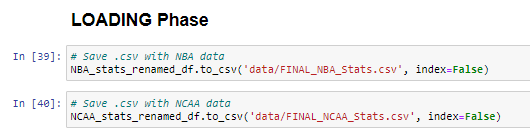 LOADING Phase
In [39]: # Save .csv with NBA data
NBA_stats_renamed_df.to_csv('data/FINAL_NBA_Stats.csv', index=False)
In [40]: # Save .csv with NCAA data
NCAA_stats_renamed_df.to_csv('data/FINAL_NCAA_Stats.csv', index=False)